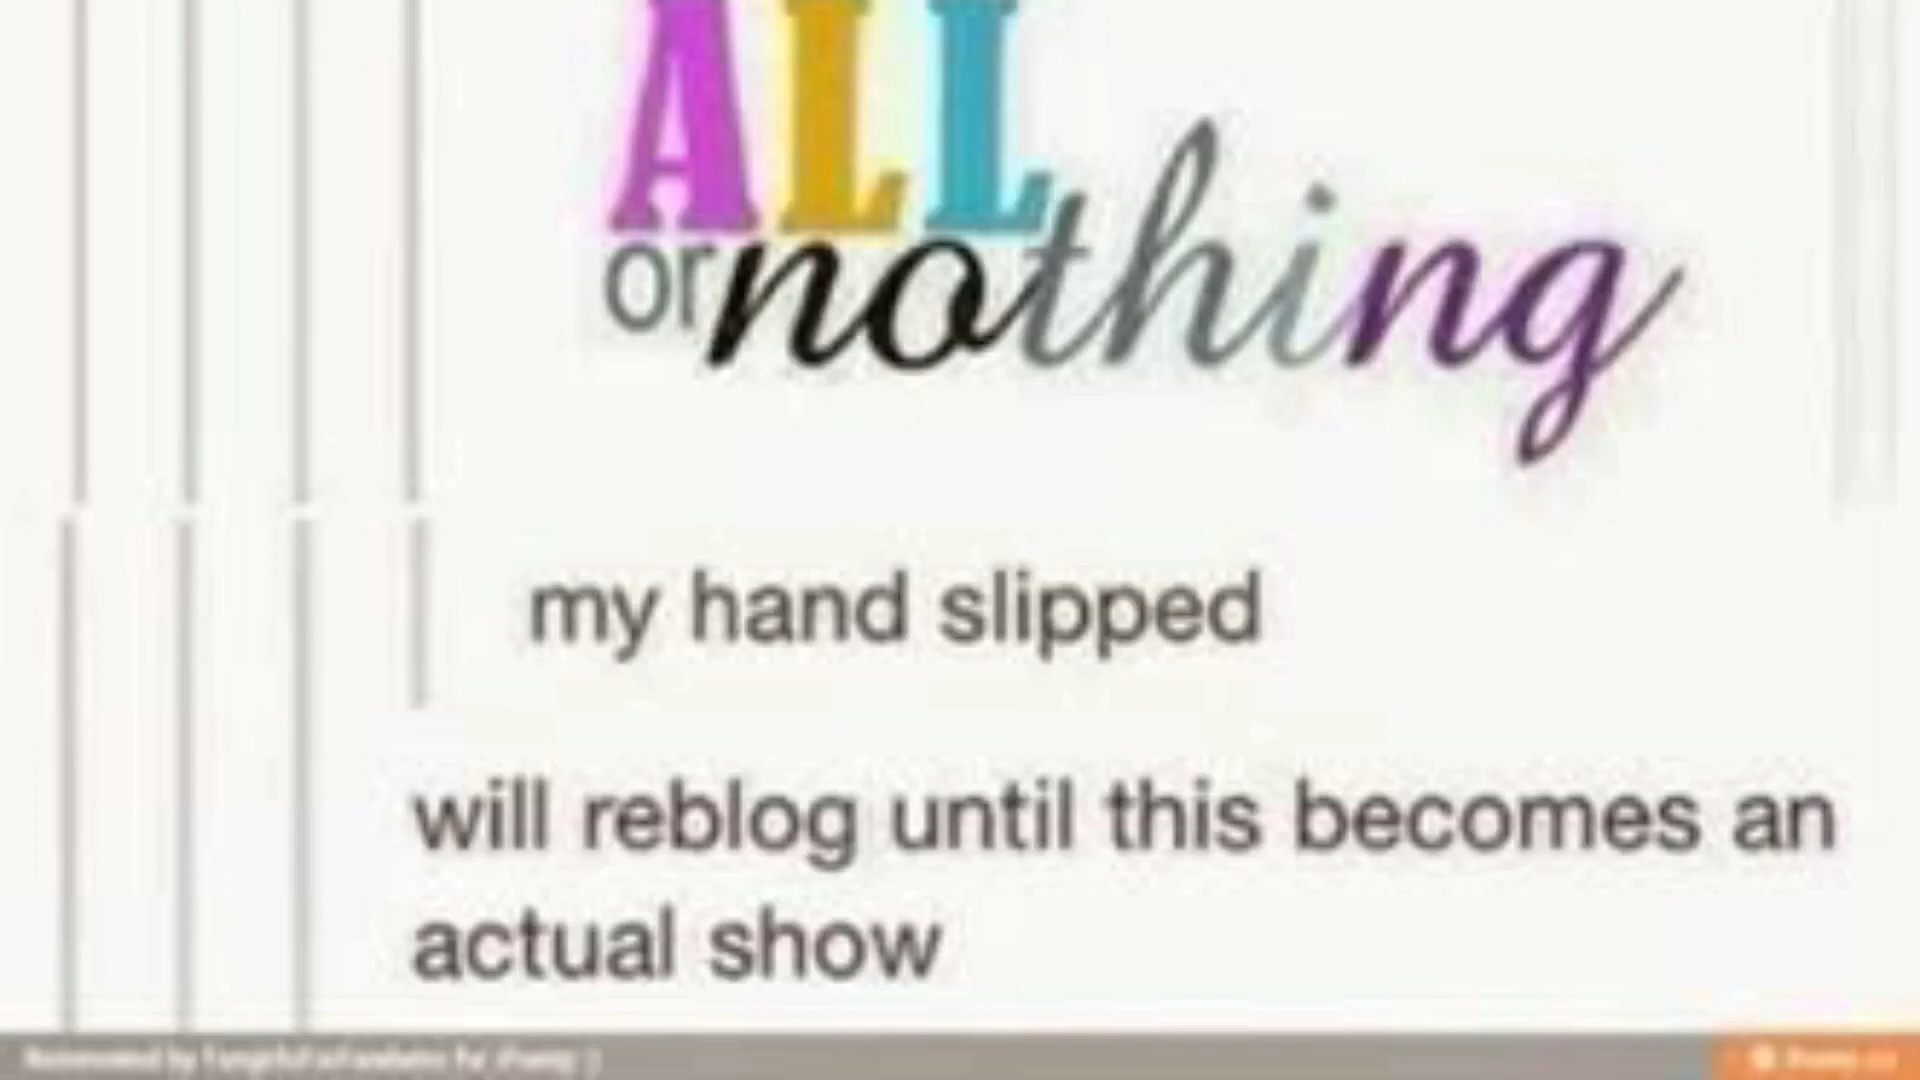 ALL
or nothing
my hand slipped
will reblog until this becomes an
actual show